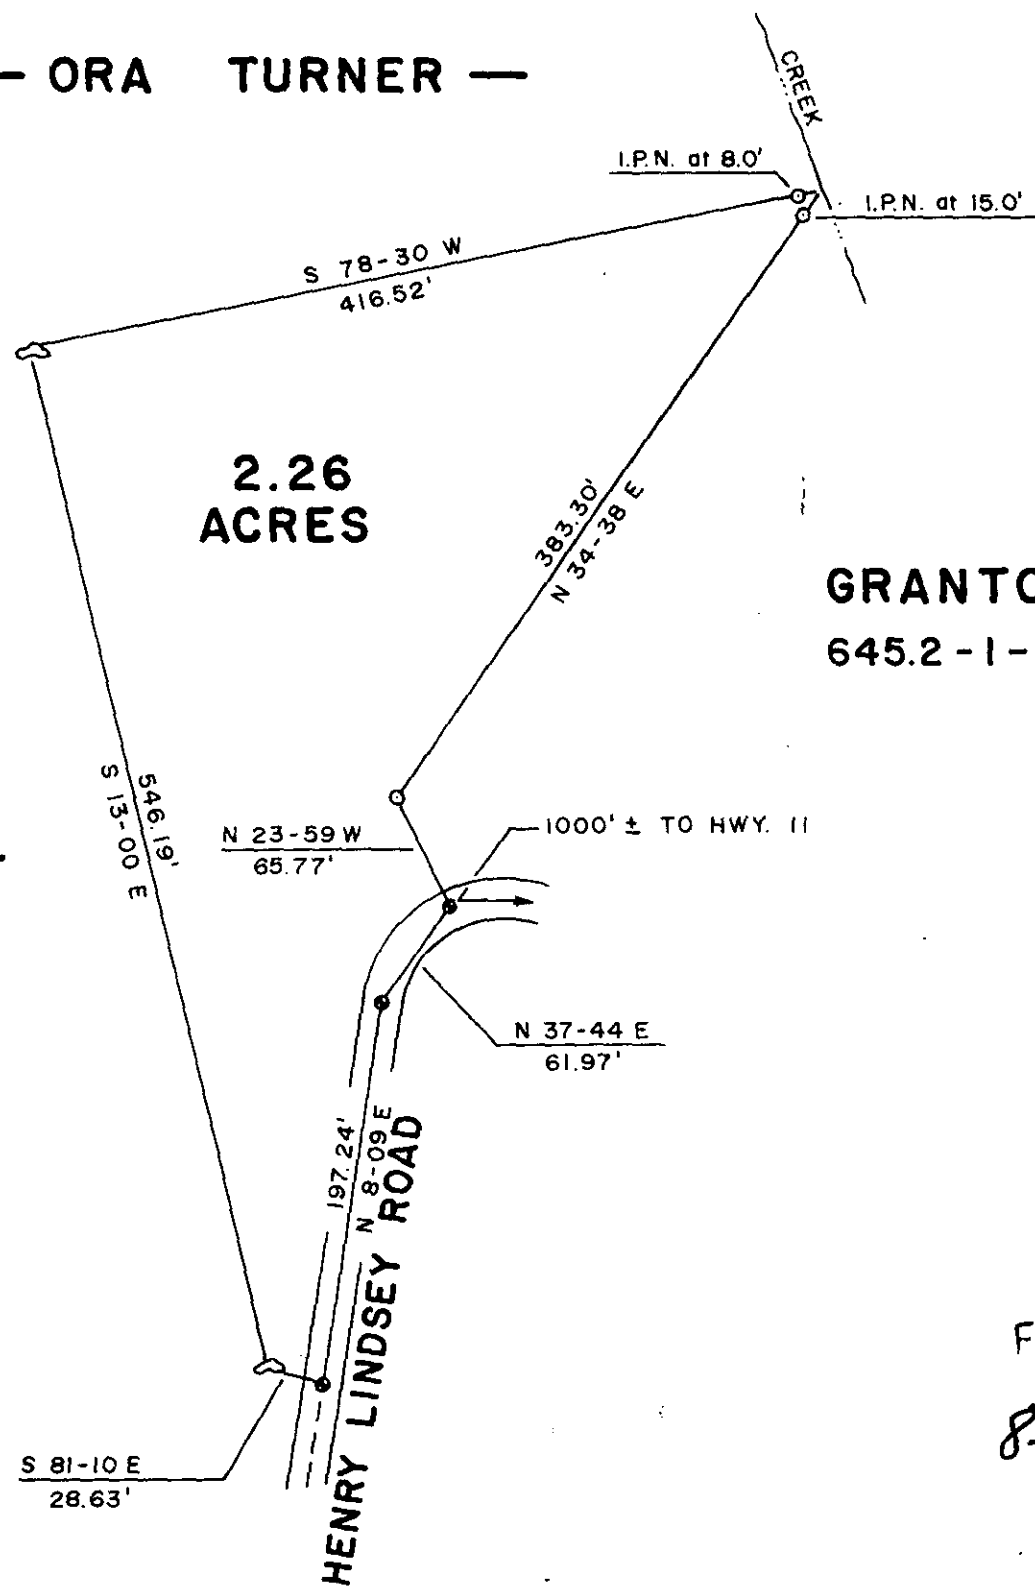 — ORA TURNER —
CREEK
I.P.N. at 8.0'
I.P.N. at 15.0'
S 78-30 W
416.52'
2.26
ACRES
383.30'
N 34-38 E
GRANTO
645.2-1-
546.19'
S 13-00 E
N 23-59 W
65.77'
1000' ± TO HWY. 11
N 37-44 E
61.97'
197.24'
N 8-09 E
HENRY LINDSEY ROAD
F
S 81-10 E
28.63'